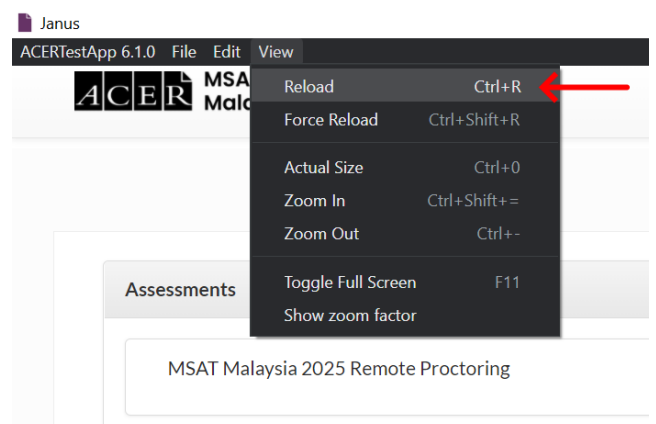 Janus
ACERTestApp 6.1.0 File Edit View
ACER MSA
Reload Ctrl+R
Force Reload Ctrl+Shift+R
Actual Size Ctrl+0
Zoom In Ctrl+Shift+=
Zoom Out Ctrl+-
Toggle Full Screen F11
Show zoom factor
Assessments
MSAT Malaysia 2025 Remote Proctoring